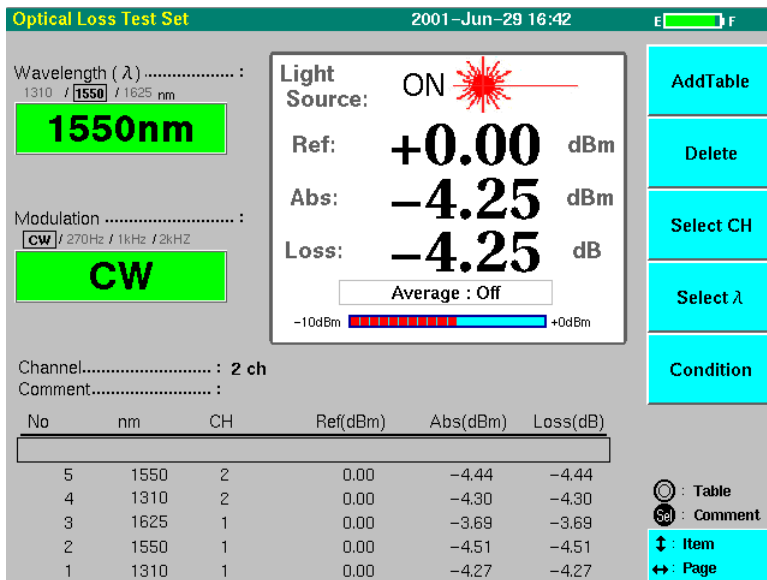 Optical Loss Test Set 2001-Jun-29 16:42 E F
Wavelength ( λ ) ..................... :
1310 / 1550 / 1625 nm
1550nm
Modulation ........................... :
CW / 270Hz / 1kHz / 2kHZ
CW
Light
Source: ON
Ref: +0.00 dBm
Abs: −4.25 dBm
Loss: −4.25 dB
Average : Off
−10dBm +0dBm
AddTable
Delete
Select CH
Select λ
Condition
Channel........................... : 2 ch
Comment......................... :
No nm CH Ref(dBm) Abs(dBm) Loss(dB)
5 1550 2 0.00 −4.44 −4.44
4 1310 2 0.00 −4.30 −4.30
3 1625 1 0.00 −3.69 −3.69
2 1550 1 0.00 −4.51 −4.51
1 1310 1 0.00 −4.27 −4.27
: Table
Sel : Comment
↕ : Item
↔ : Page